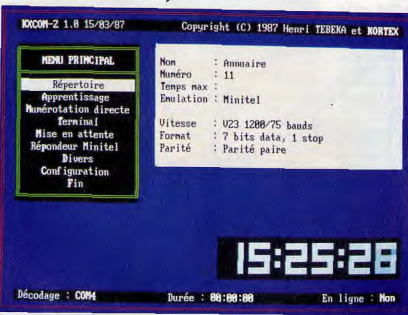 KXCOM-2 1.0 15/03/87 Copyright (C) 1987 Henri TEBEKA et KORTEX
MENU PRINCIPAL
Répertoire
Apprentissage
Numérotation directe
Terminal
Mise en attente
Répondeur Minitel
Divers
Configuration
Fin
Nom : Annuaire
Numéro : 11
Temps max :
Emulation : Minitel
Vitesse : V23 1200/75 bauds
Format : 7 bits data, 1 stop
Parité : Parité paire
15:25:28
Décodage : COM4 Durée : 00:00:00 En ligne : Non